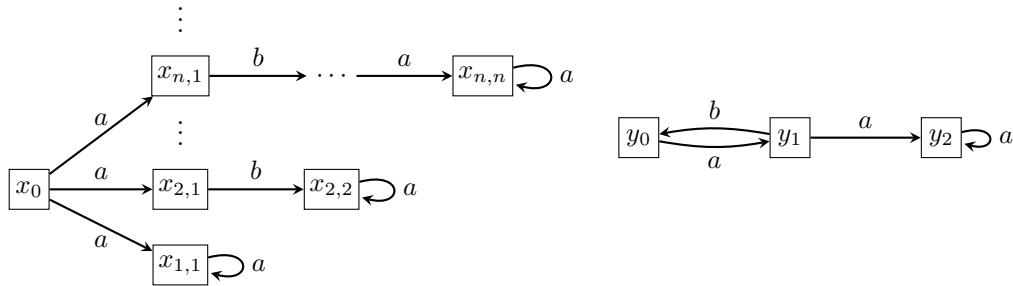 ⋮
x_{n,1} b ⋯ a x_{n,n} a
a ⋮
x_0 a x_{2,1} b x_{2,2} a
a x_{1,1} a
y_0 b a y_1 a y_2 a